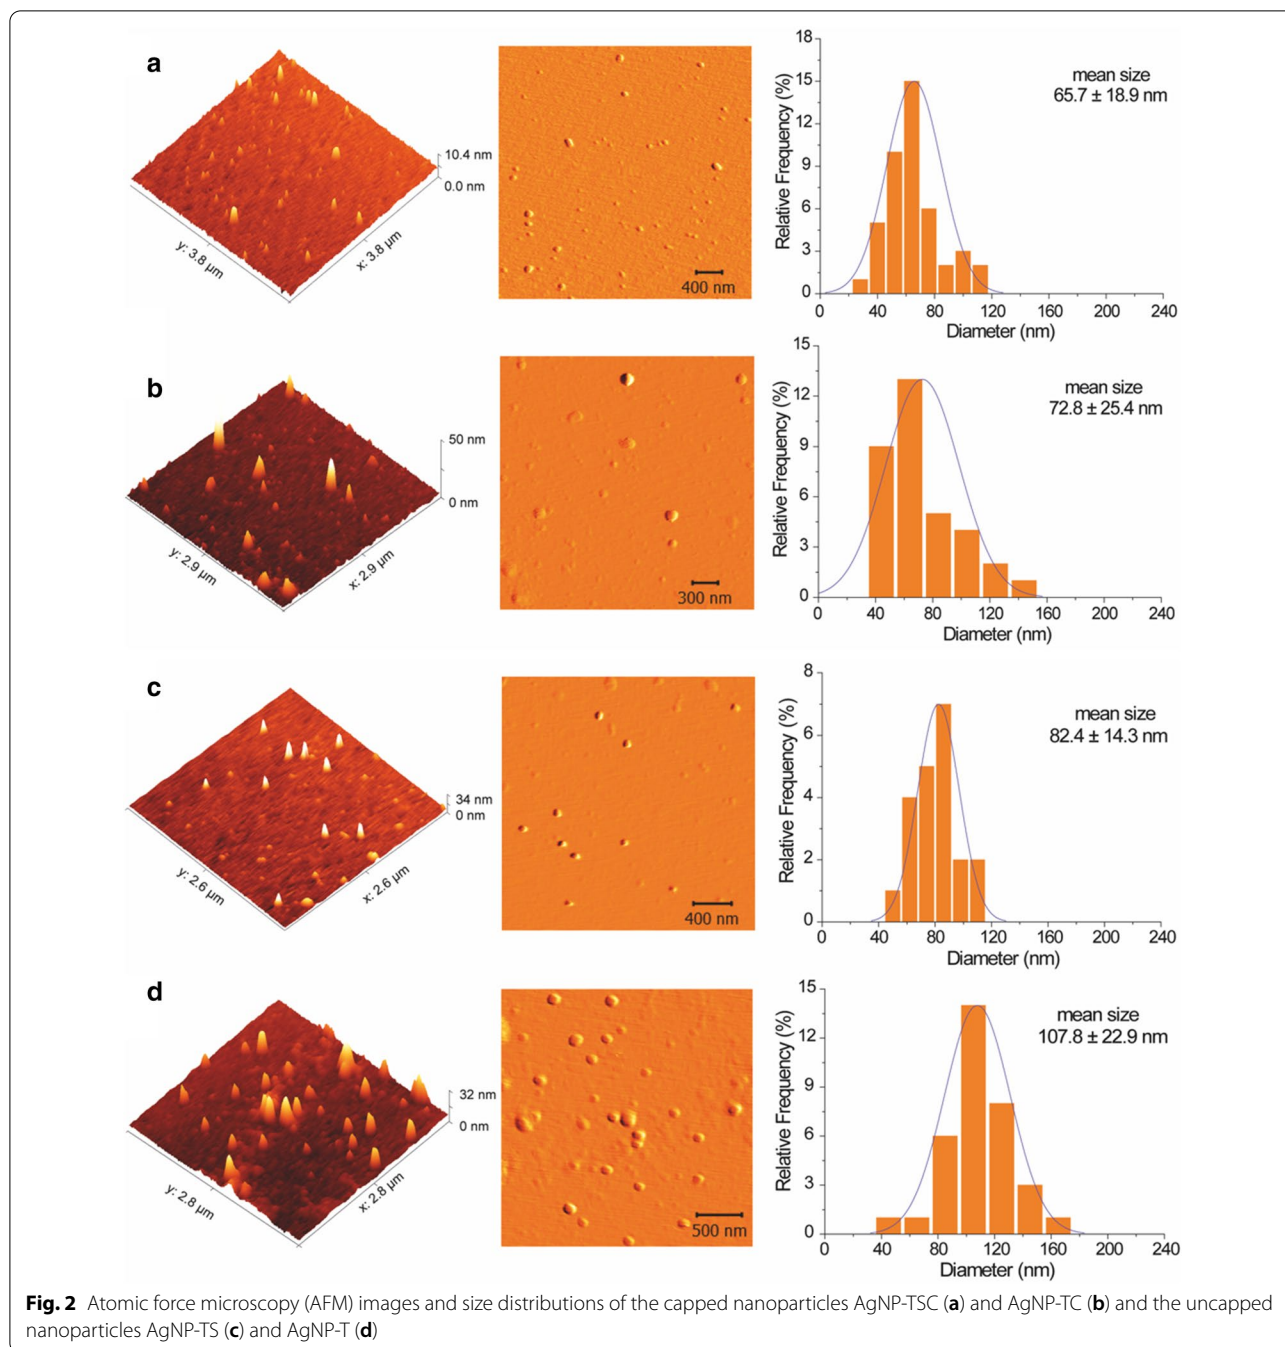 a
10.4 nm
0.0 nm
y: 3.8 µm
x: 3.8 µm
400 nm
Relative Frequency (%)
18
15
12
9
6
3
0
mean size
65.7 ± 18.9 nm
0 40 80 120 160 200 240
Diameter (nm)
b
50 nm
0 nm
y: 2.9 µm
x: 2.9 µm
300 nm
Relative Frequency (%)
15
12
9
6
3
0
mean size
72.8 ± 25.4 nm
0 40 80 120 160 200 240
Diameter (nm)
c
34 nm
0 nm
y: 2.6 µm
x: 2.6 µm
400 nm
Relative Frequency (%)
8
6
4
2
0
mean size
82.4 ± 14.3 nm
0 40 80 120 160 200 240
Diameter (nm)
d
32 nm
0 nm
y: 2.8 µm
x: 2.8 µm
500 nm
Relative Frequency (%)
15
12
9
6
3
0
mean size
107.8 ± 22.9 nm
0 40 80 120 160 200 240
Diameter (nm)
Fig. 2 Atomic force microscopy (AFM) images and size distributions of the capped nanoparticles AgNP-TSC (a) and AgNP-TC (b) and the uncapped
nanoparticles AgNP-TS (c) and AgNP-T (d)